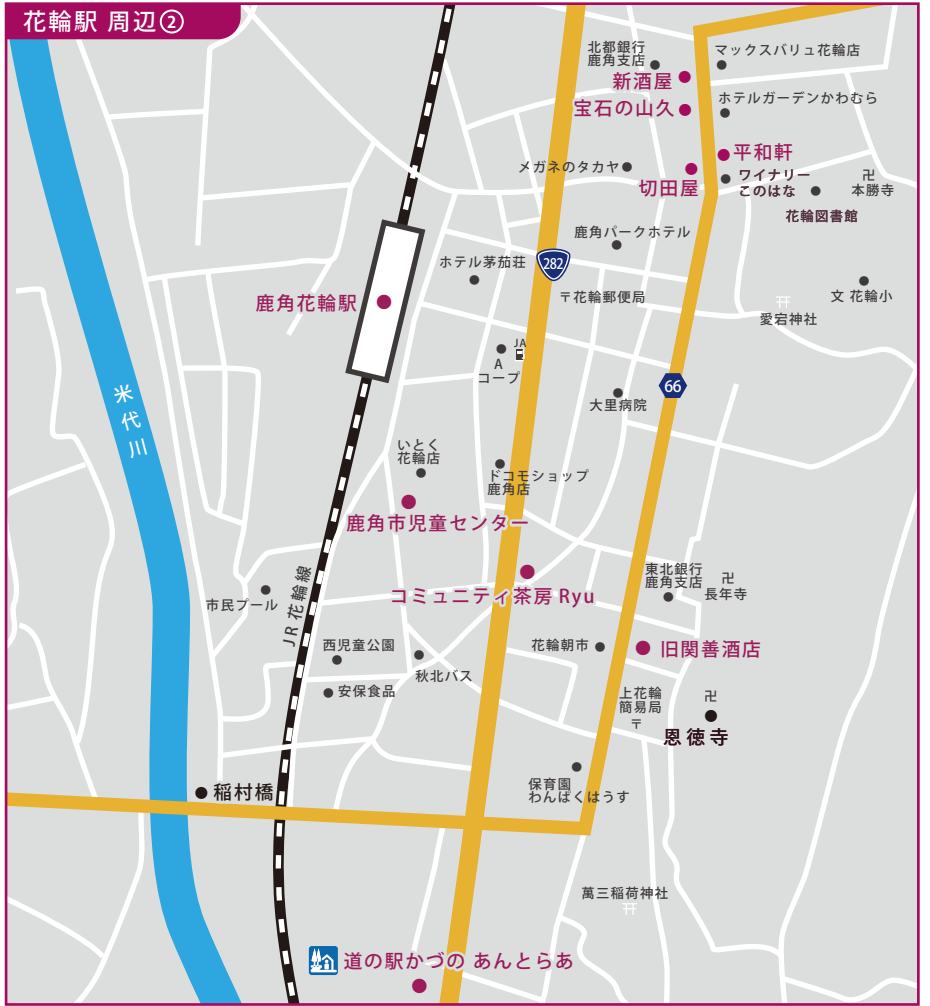 花輪駅 周辺②
北都銀行
鹿角支店
マックスバリュ花輪店
新酒屋
宝石の山久
ホテルガーデンかわむら
平和軒
メガネのタカヤ
切田屋
ワイナリー
このはな
卍
本勝寺
花輪図書館
鹿角パークホテル
ホテル茅茄荘
282
〒花輪郵便局
文 花輪小
愛宕神社
鹿角花輪駅
JA
A
コープ
66
大里病院
米代川
いとく
花輪店
ドコモショップ
鹿角店
鹿角市児童センター
コミュニティ茶房 Ryu
東北銀行
鹿角支店
卍
長年寺
市民プール
JR花輪線
西児童公園
秋北バス
花輪朝市
旧関善酒店
安保食品
上花輪
簡易局
〒
卍
恩徳寺
稲村橋
保育園
わんぱくはうす
萬三稲荷神社
道の駅かづの あんとらあ